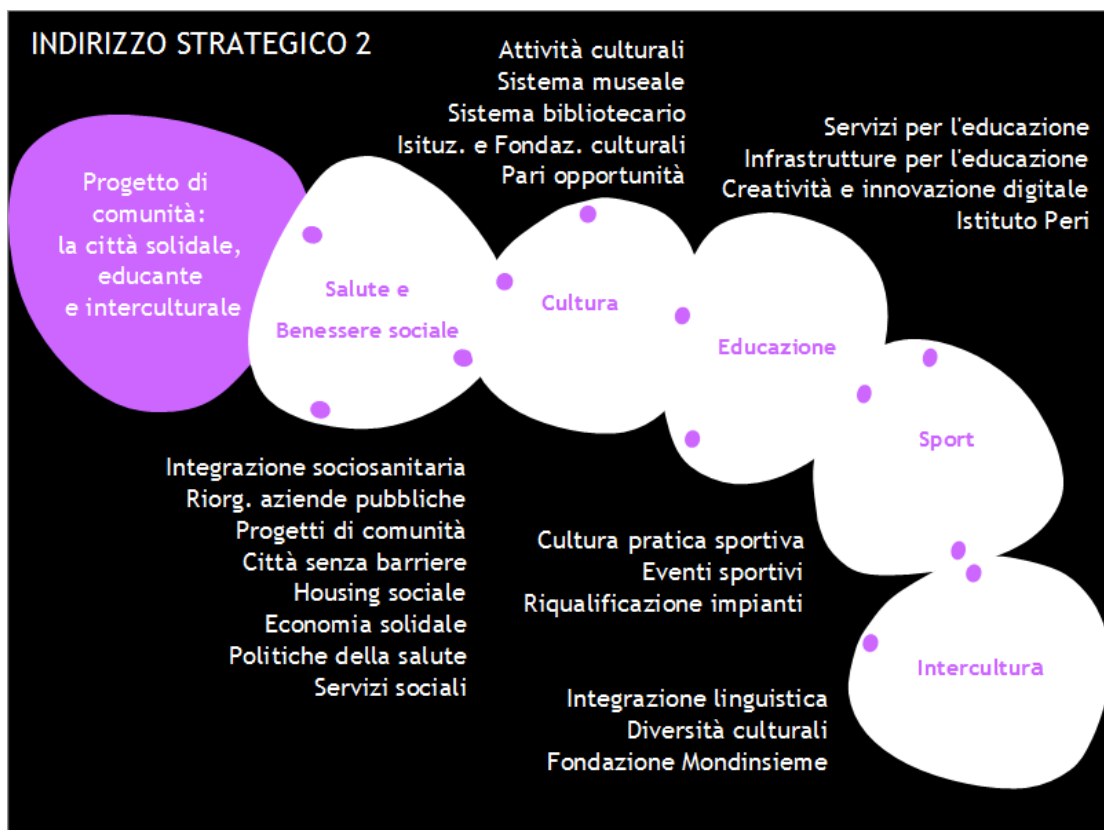 INDIRIZZO STRATEGICO 2
Progetto di
comunità:
la città solidale,
educante
e interculturale
Salute e
Benessere sociale
Integrazione sociosanitaria
Riorg. aziende pubbliche
Progetti di comunità
Città senza barriere
Housing sociale
Economia solidale
Politiche della salute
Servizi sociali
Attività culturali
Sistema museale
Sistema bibliotecario
Isituz. e Fondaz. culturali
Pari opportunità
Cultura
Servizi per l'educazione
Infrastrutture per l'educazione
Creatività e innovazione digitale
Istituto Peri
Educazione
Sport
Cultura pratica sportiva
Eventi sportivi
Riqualificazione impianti
Intercultura
Integrazione linguistica
Diversità culturali
Fondazione Mondinsieme